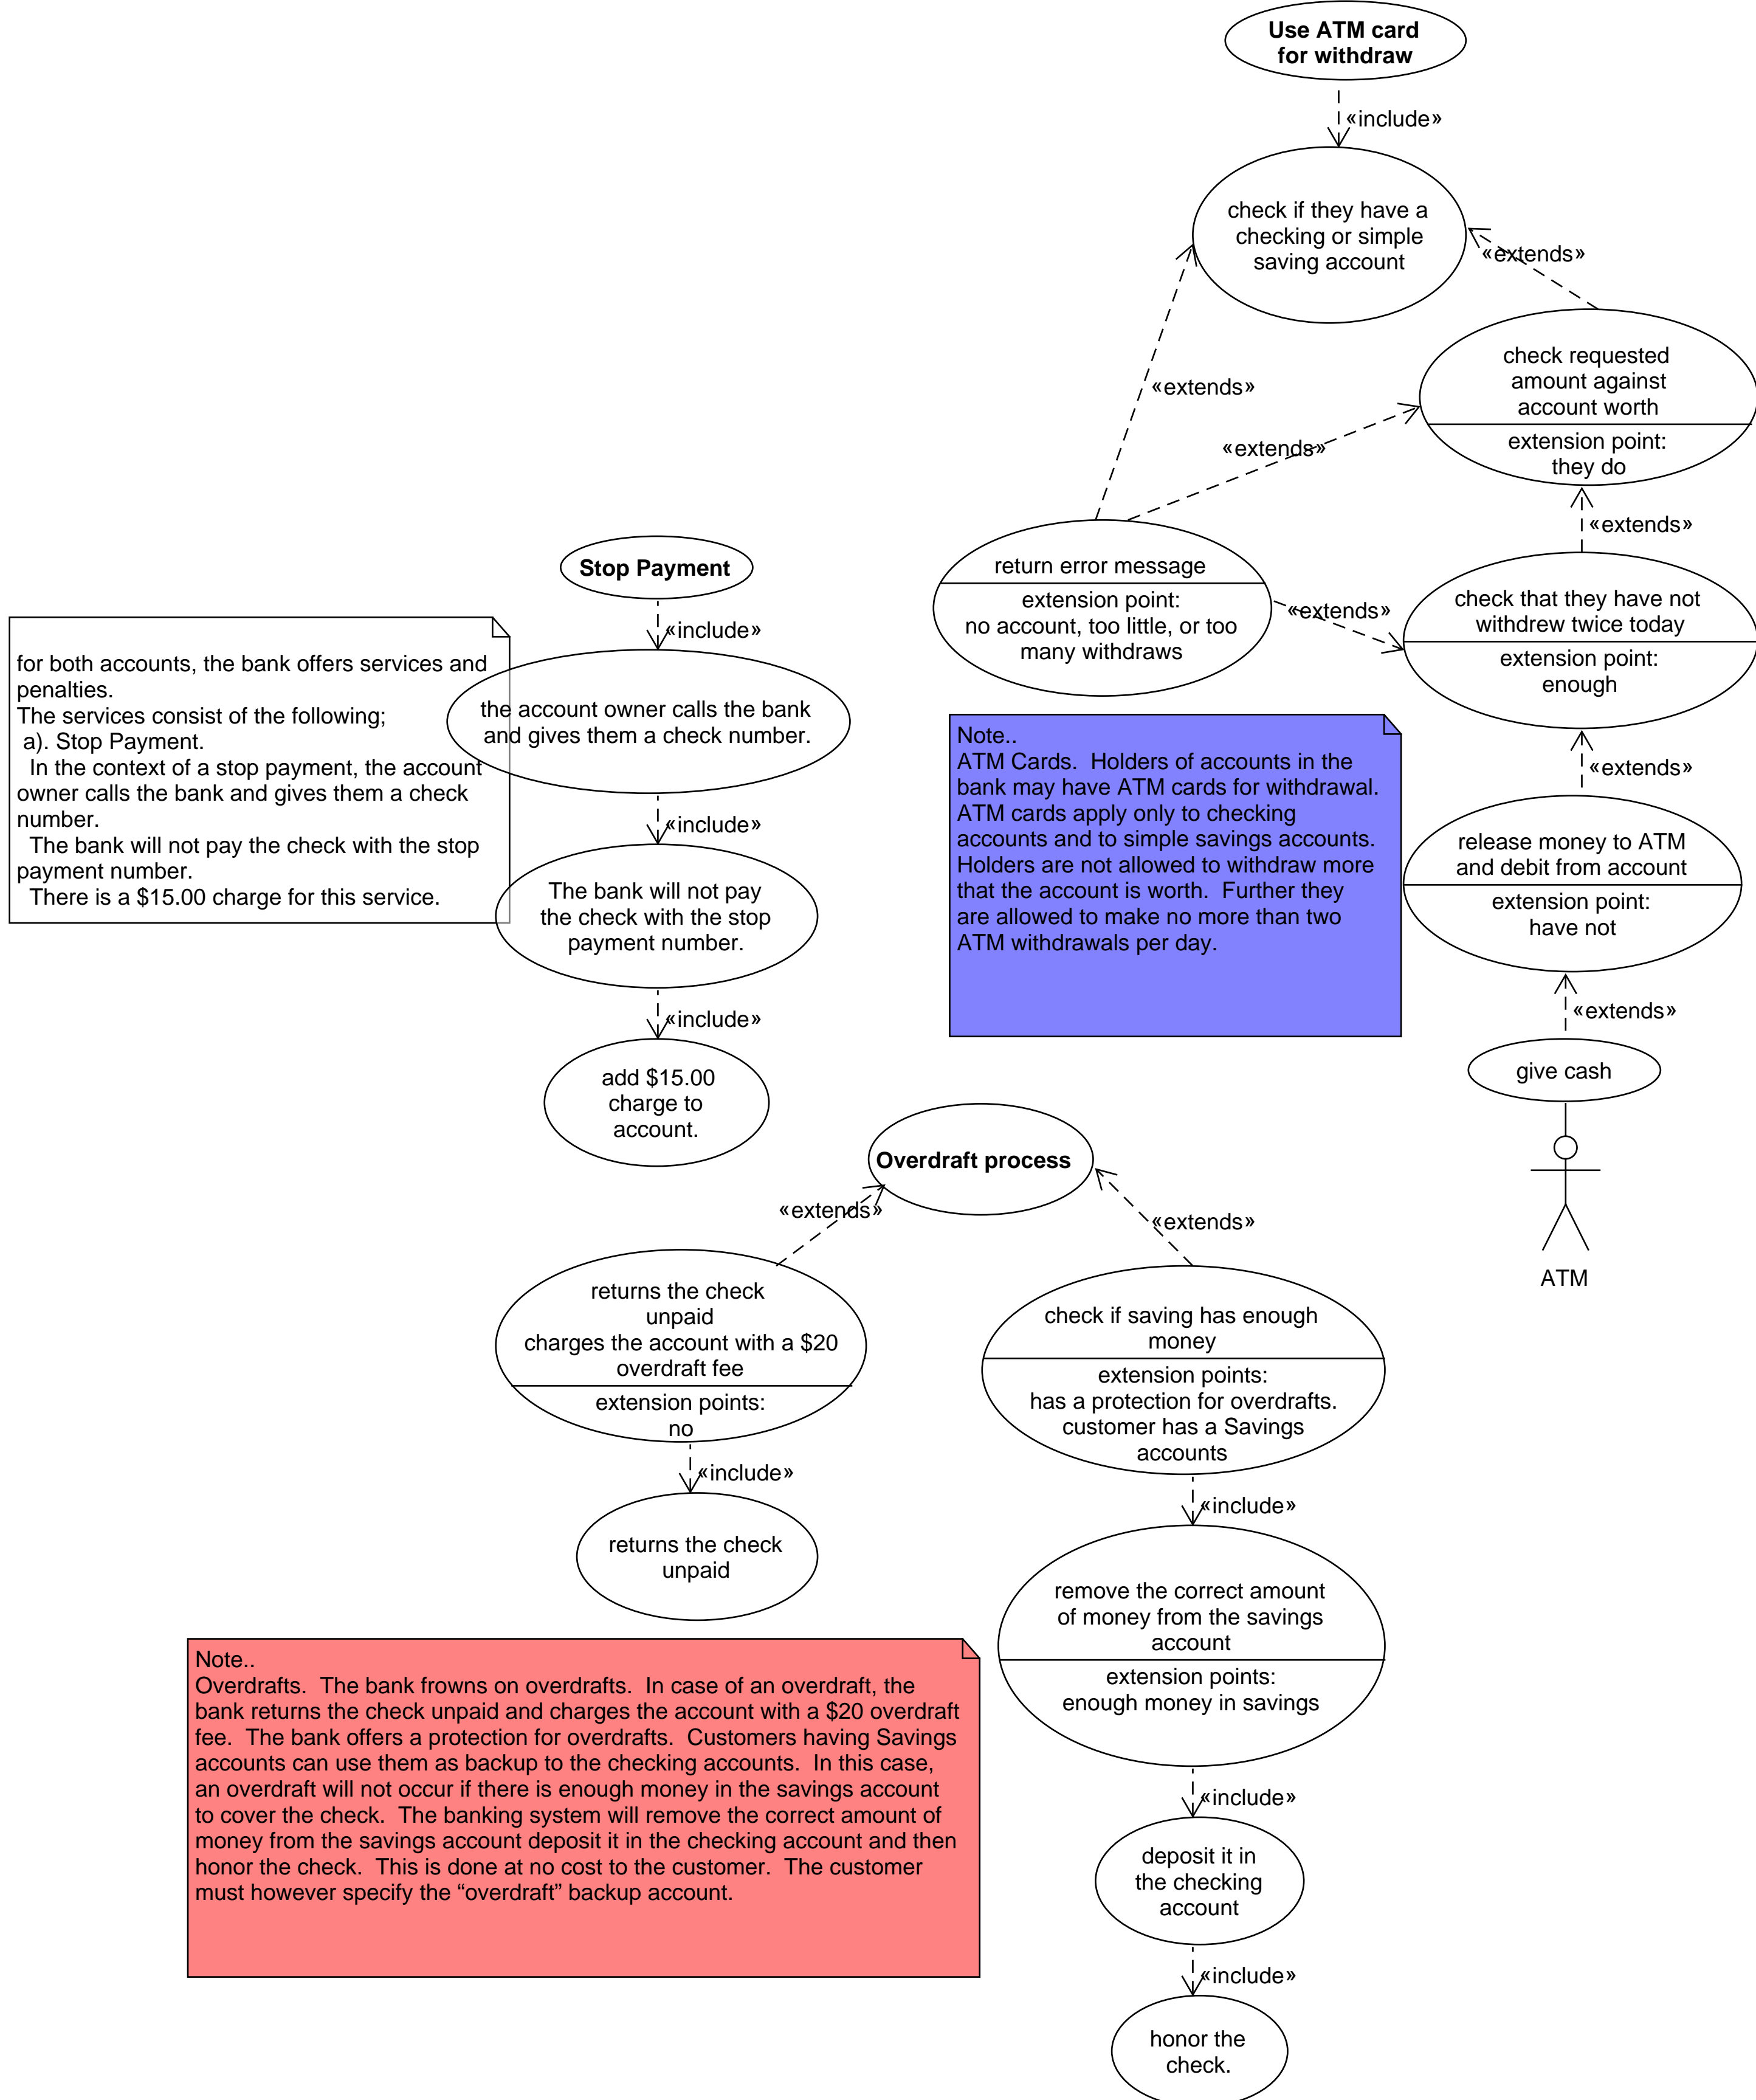 Use ATM card
for withdraw
«include»
check if they have a
checking or simple
saving account
«extends»
check requested
amount against
account worth
extension point:
they do
«extends»
«extends»
«extends»
return error message
extension point:
no account, too little, or too
many withdraws
«extends»
check that they have not
withdrew twice today
extension point:
enough
«extends»
release money to ATM
and debit from account
extension point:
have not
«extends»
give cash
ATM
Note..
ATM Cards. Holders of accounts in the
bank may have ATM cards for withdrawal.
ATM cards apply only to checking
accounts and to simple savings accounts.
Holders are not allowed to withdraw more
that the account is worth. Further they
are allowed to make no more than two
ATM withdrawals per day.
Stop Payment
«include»
the account owner calls the bank
and gives them a check number.
«include»
The bank will not pay
the check with the stop
payment number.
«include»
add $15.00
charge to
account.
for both accounts, the bank offers services and
penalties.
The services consist of the following;
a). Stop Payment.
In the context of a stop payment, the account
owner calls the bank and gives them a check
number.
The bank will not pay the check with the stop
payment number.
There is a $15.00 charge for this service.
Overdraft process
«extends»
«extends»
returns the check
unpaid
charges the account with a $20
overdraft fee
extension points:
no
«include»
returns the check
unpaid
check if saving has enough
money
extension points:
has a protection for overdrafts.
customer has a Savings
accounts
«include»
remove the correct amount
of money from the savings
account
extension points:
enough money in savings
«include»
deposit it in
the checking
account
«include»
honor the
check.
Note..
Overdrafts. The bank frowns on overdrafts. In case of an overdraft, the
bank returns the check unpaid and charges the account with a $20 overdraft
fee. The bank offers a protection for overdrafts. Customers having Savings
accounts can use them as backup to the checking accounts. In this case,
an overdraft will not occur if there is enough money in the savings account
to cover the check. The banking system will remove the correct amount of
money from the savings account deposit it in the checking account and then
honor the check. This is done at no cost to the customer. The customer
must however specify the “overdraft” backup account.